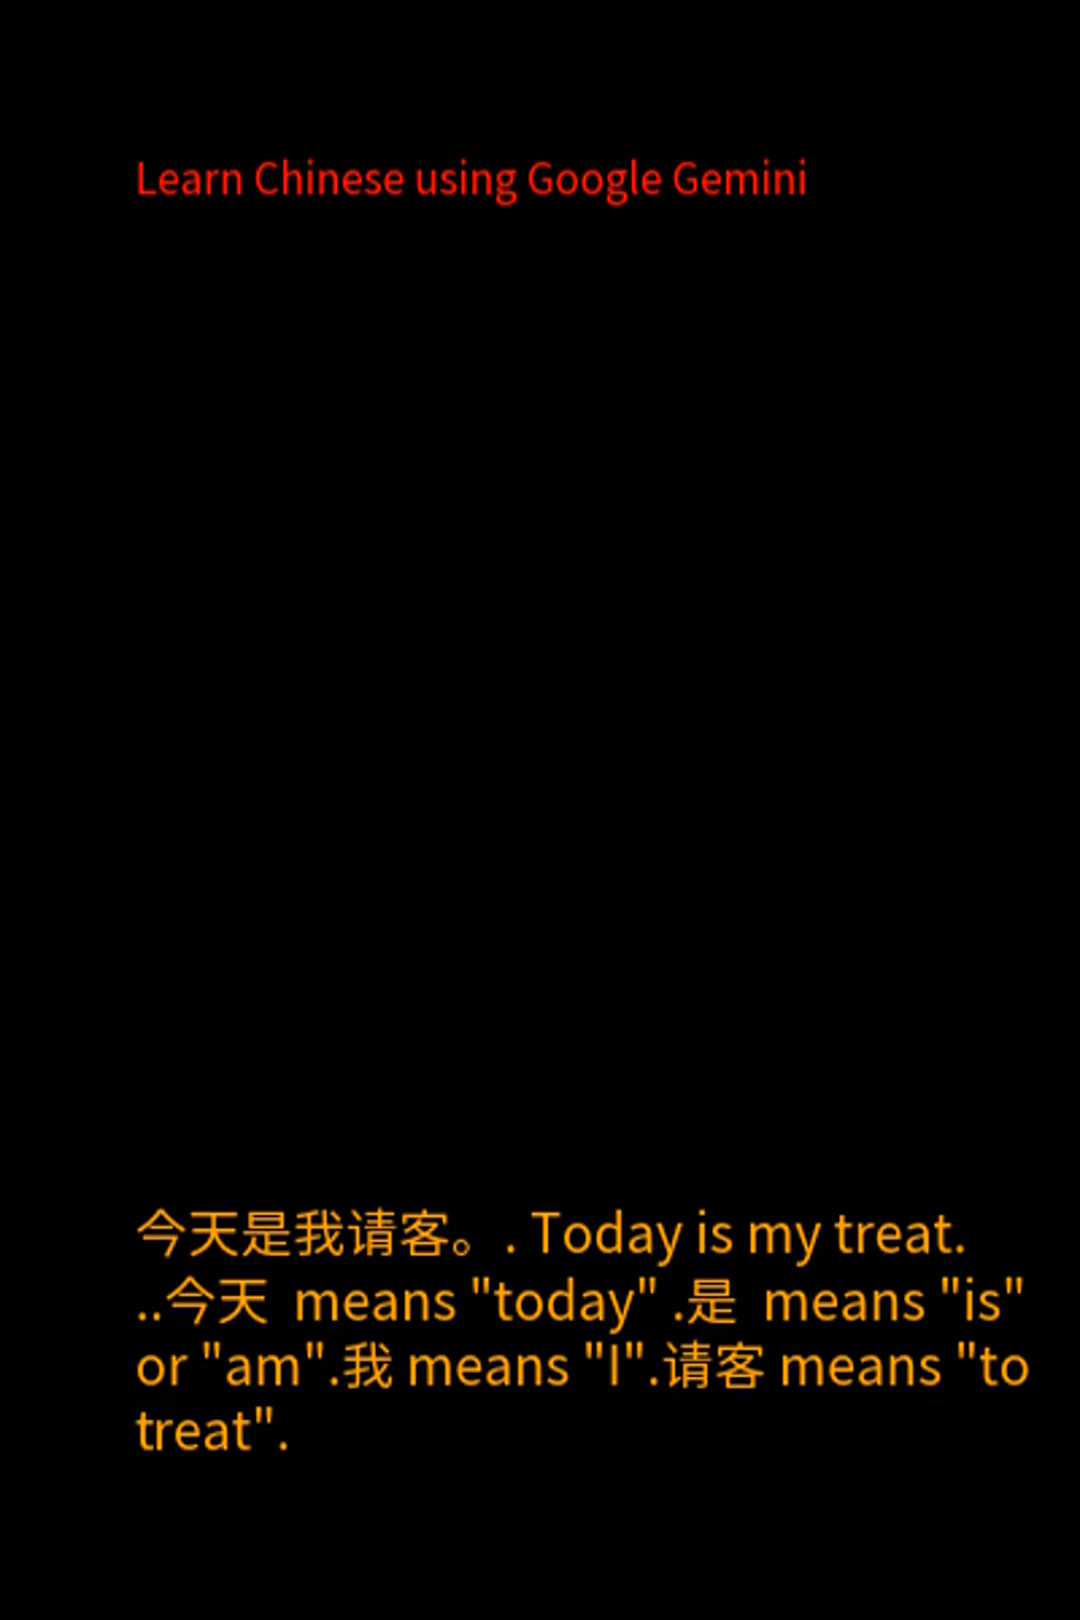 Learn Chinese using Google Gemini
今天是我请客。. Today is my treat.
..今天  means "today" .是  means "is"
or "am".我 means "I".请客 means "to
treat".